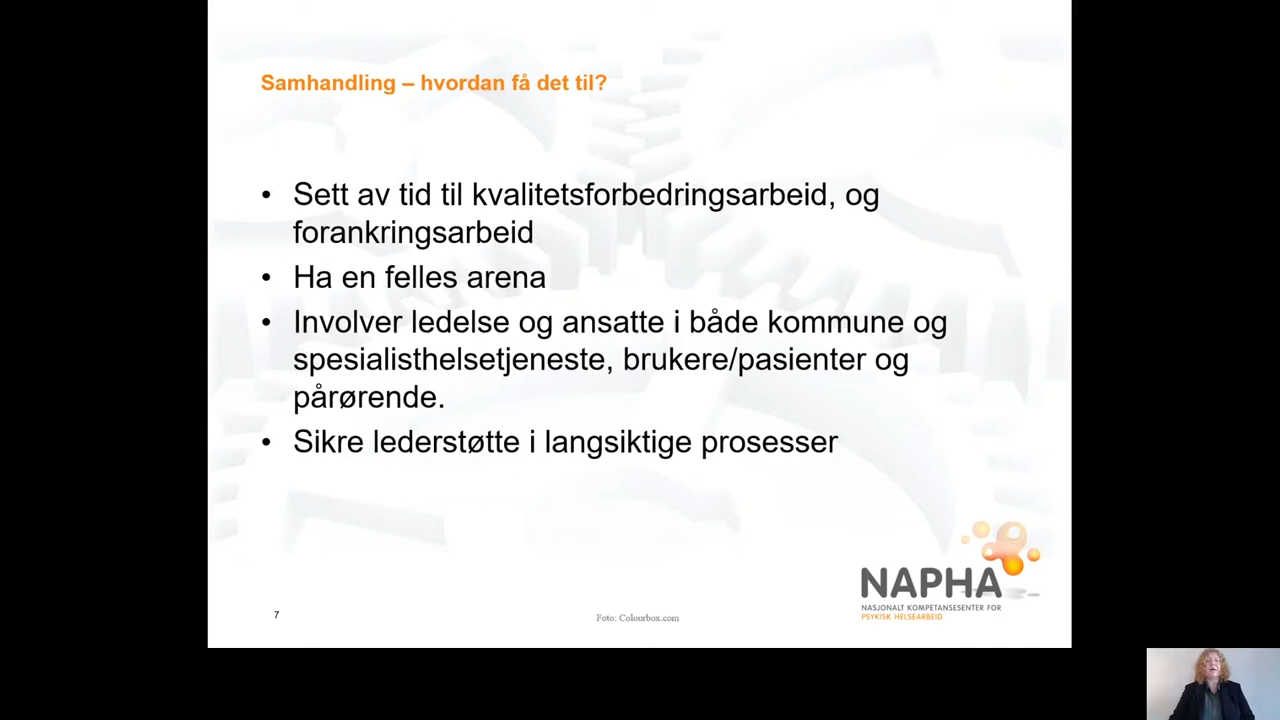 Samhandling – hvordan få det til?
• Sett av tid til kvalitetsforbedringsarbeid, og
forankringsarbeid
• Ha en felles arena
• Involver ledelse og ansatte i både kommune og
spesialisthelsetjeneste, brukere/pasienter og
pårørende.
• Sikre lederstøtte i langsiktige prosesser
NAPHA
NASJONALT KOMPETANSESENTER FOR
PSYKISK HELSEARBEID
7
Foto: Colourbox.com